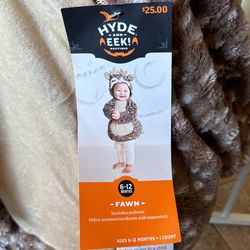 $25.00
HYDE
AND
EEK!
BOUTIQUE
6-12
MONTHS
FAWN
Includes pullover
Other accessories shown sold separately
AGES 6-12 MONTHS • 1 COUNT